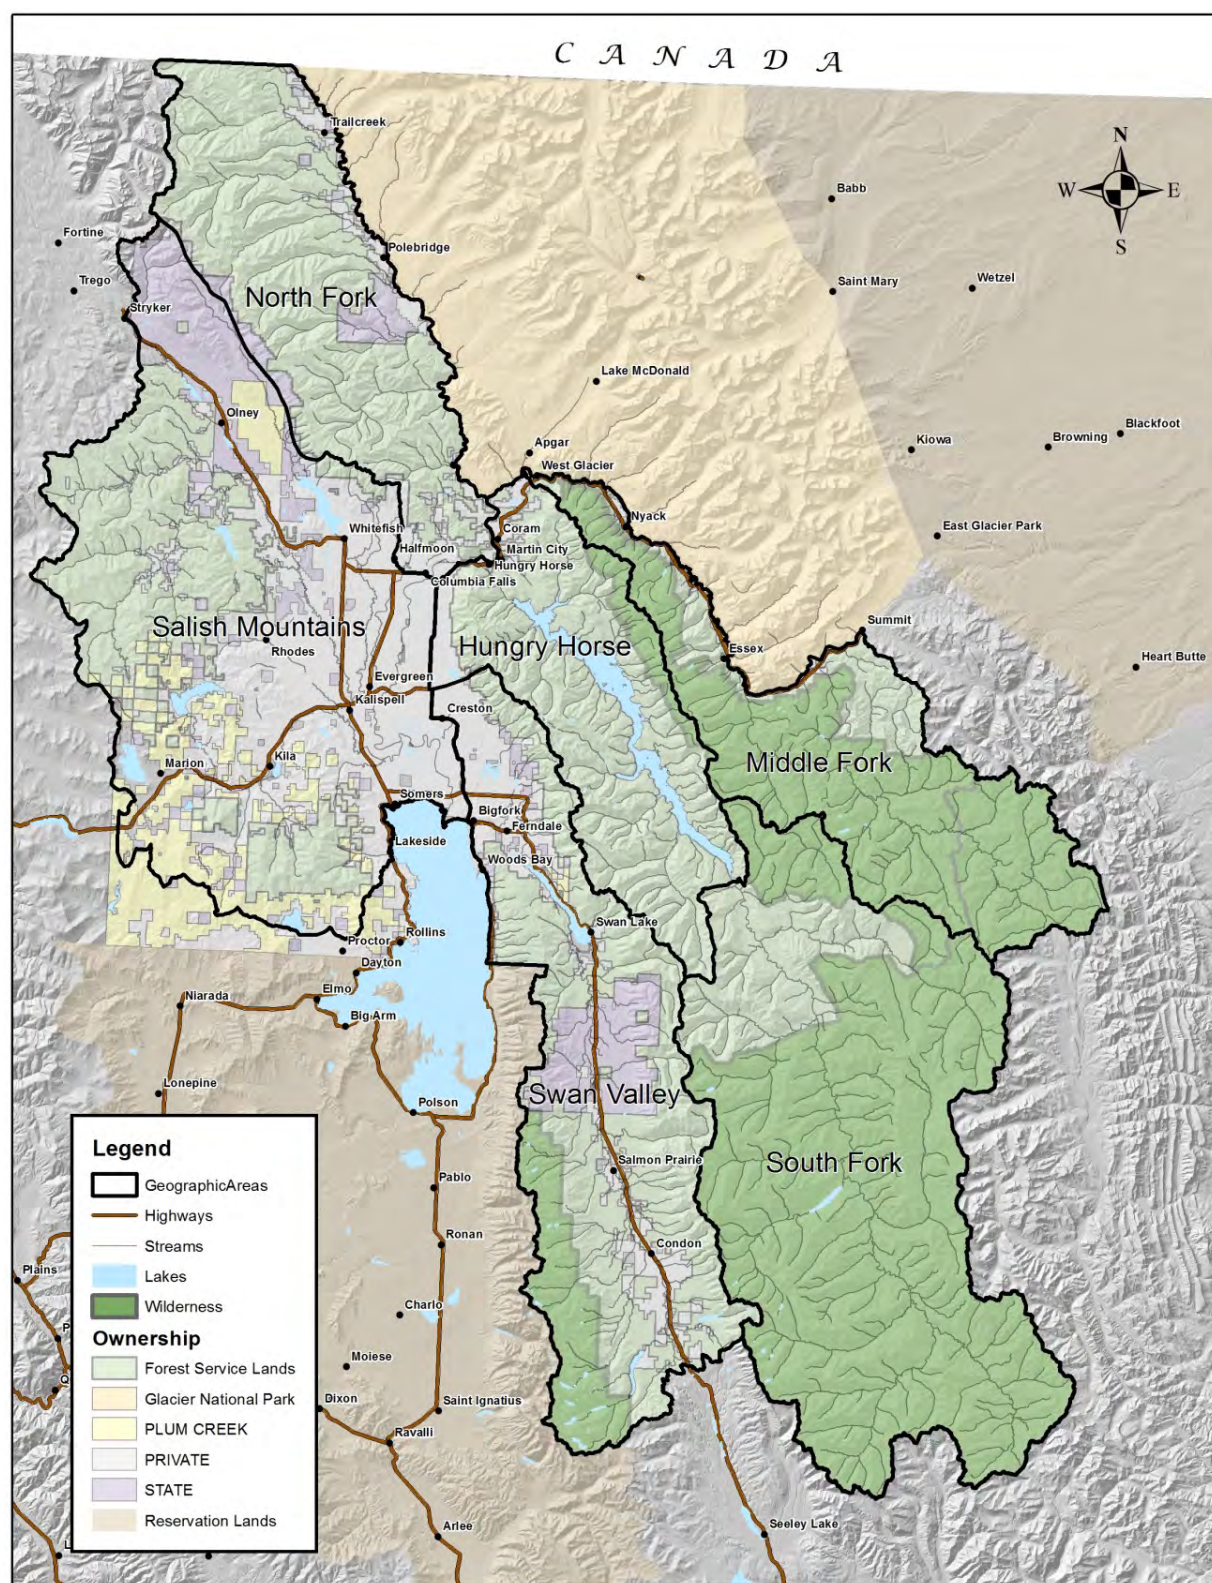 C A N A D A
Trailcreek
N
W
E
S
Babb
Fortine
Polebridge
Trego
Saint Mary
Wetzel
North Fork
Stryker
Lake McDonald
Olney
Blackfoot
Browning
Kiowa
Apgar
West Glacier
Nyack
East Glacier Park
Whitefish
Coram
Martin City
Halfmoon
Hungry Horse
Columbia Falls
Salish Mountains
Hungry Horse
Summit
Rhodes
Essex
Heart Butte
Evergreen
Kalispell
Creston
Middle Fork
Marion
Kila
Somers
Bigfork
Ferndale
Lakeside
Woods Bay
Swan Lake
Rollins
Proctor
Dayton
Elmo
Niarada
Big Arm
Lonepine
Swan Valley
Polson
South Fork
Salmon Prairie
Pablo
Ronan
Condon
Plains
Charlo
Moiese
Dixon
Saint Ignatius
Ravalli
Seeley Lake
Arlee
Legend
GeographicAreas
Highways
Streams
Lakes
Wilderness
Ownership
Forest Service Lands
Glacier National Park
PLUM CREEK
PRIVATE
STATE
Reservation Lands